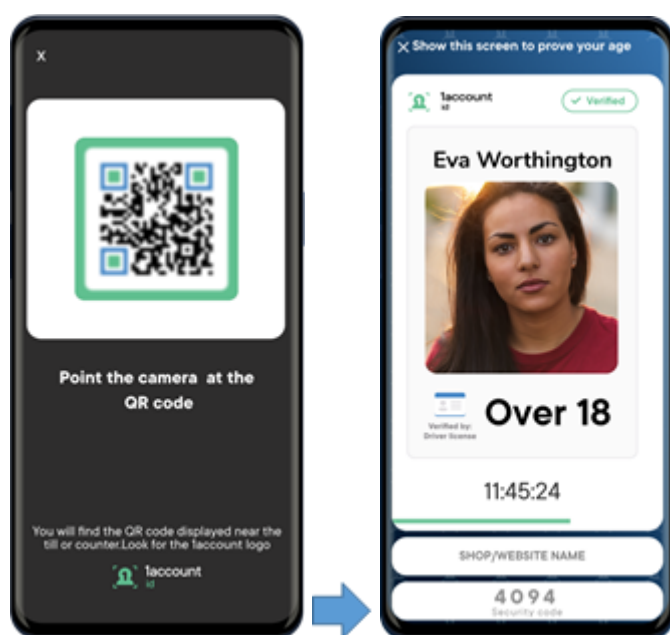 X
Point the camera at the
QR code
You will find the QR code displayed near the
till or counter.Look for the 1account logo
1account
id
X Show this screen to prove your age
1account
id
✓ Verified
Eva Worthington
Verified by:
Driver license
Over 18
11:45:24
SHOP/WEBSITE NAME
4094
Security code